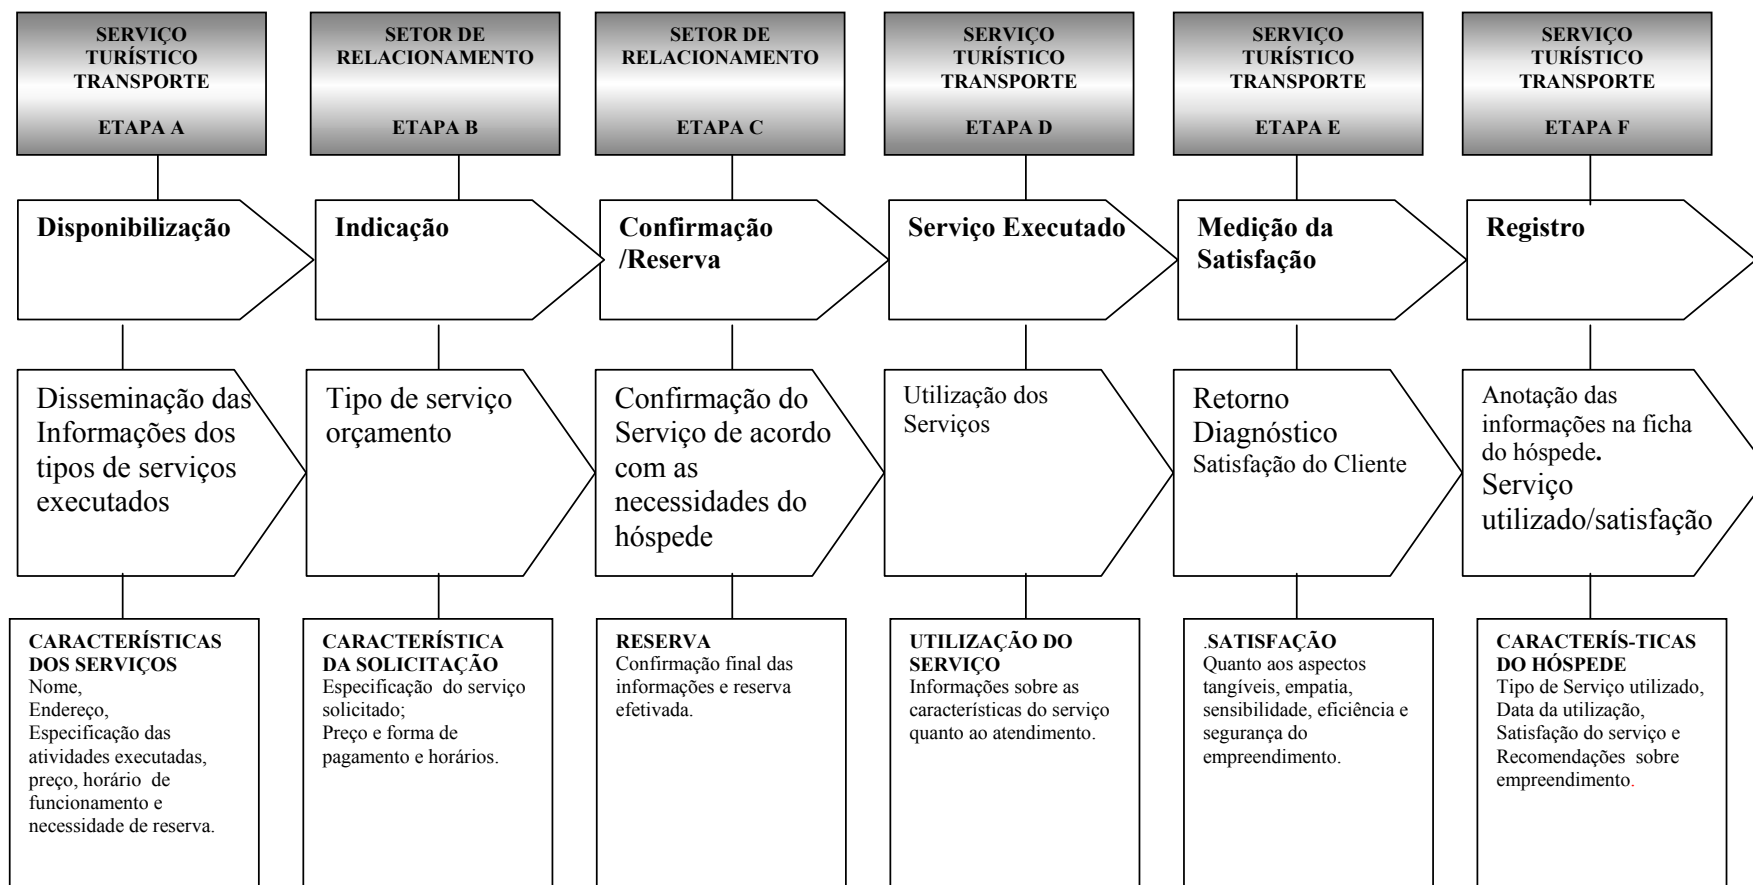 SERVIÇO
TURÍSTICO
TRANSPORTE
ETAPA A
SETOR DE
RELACIONAMENTO
ETAPA B
SETOR DE
RELACIONAMENTO
ETAPA C
SERVIÇO
TURÍSTICO
TRANSPORTE
ETAPA D
SERVIÇO
TURÍSTICO
TRANSPORTE
ETAPA E
SERVIÇO
TURÍSTICO
TRANSPORTE
ETAPA F
Disponibilização
Indicação
Confirmação
/Reserva
Serviço Executado
Medição da
Satisfação
Registro
Disseminação das
Informações dos
tipos de serviços
executados
Tipo de serviço
orçamento
Confirmação do
Serviço de acordo
com as
necessidades do
hóspede
Utilização dos
Serviços
Retorno
Diagnóstico
Satisfação do Cliente
Anotação das
informações na ficha
do hóspede.
Serviço
utilizado/satisfação
CARACTERÍSTICAS
DOS SERVIÇOS
Nome,
Endereço,
Especificação das
atividades executadas,
preço, horário de
funcionamento e
necessidade de reserva.
CARACTERÍSTICA
DA SOLICITAÇÃO
Especificação do serviço
solicitado;
Preço e forma de
pagamento e horários.
RESERVA
Confirmação final das
informações e reserva
efetivada.
UTILIZAÇÃO DO
SERVIÇO
Informações sobre as
características do serviço
quanto ao atendimento.
.SATISFAÇÃO
Quanto aos aspectos
tangíveis, empatia,
sensibilidade, eficiência e
segurança do
empreendimento.
CARACTERÍS-TICAS
DO HÓSPEDE
Tipo de Serviço utilizado,
Data da utilização,
Satisfação do serviço e
Recomendações sobre
empreendimento.